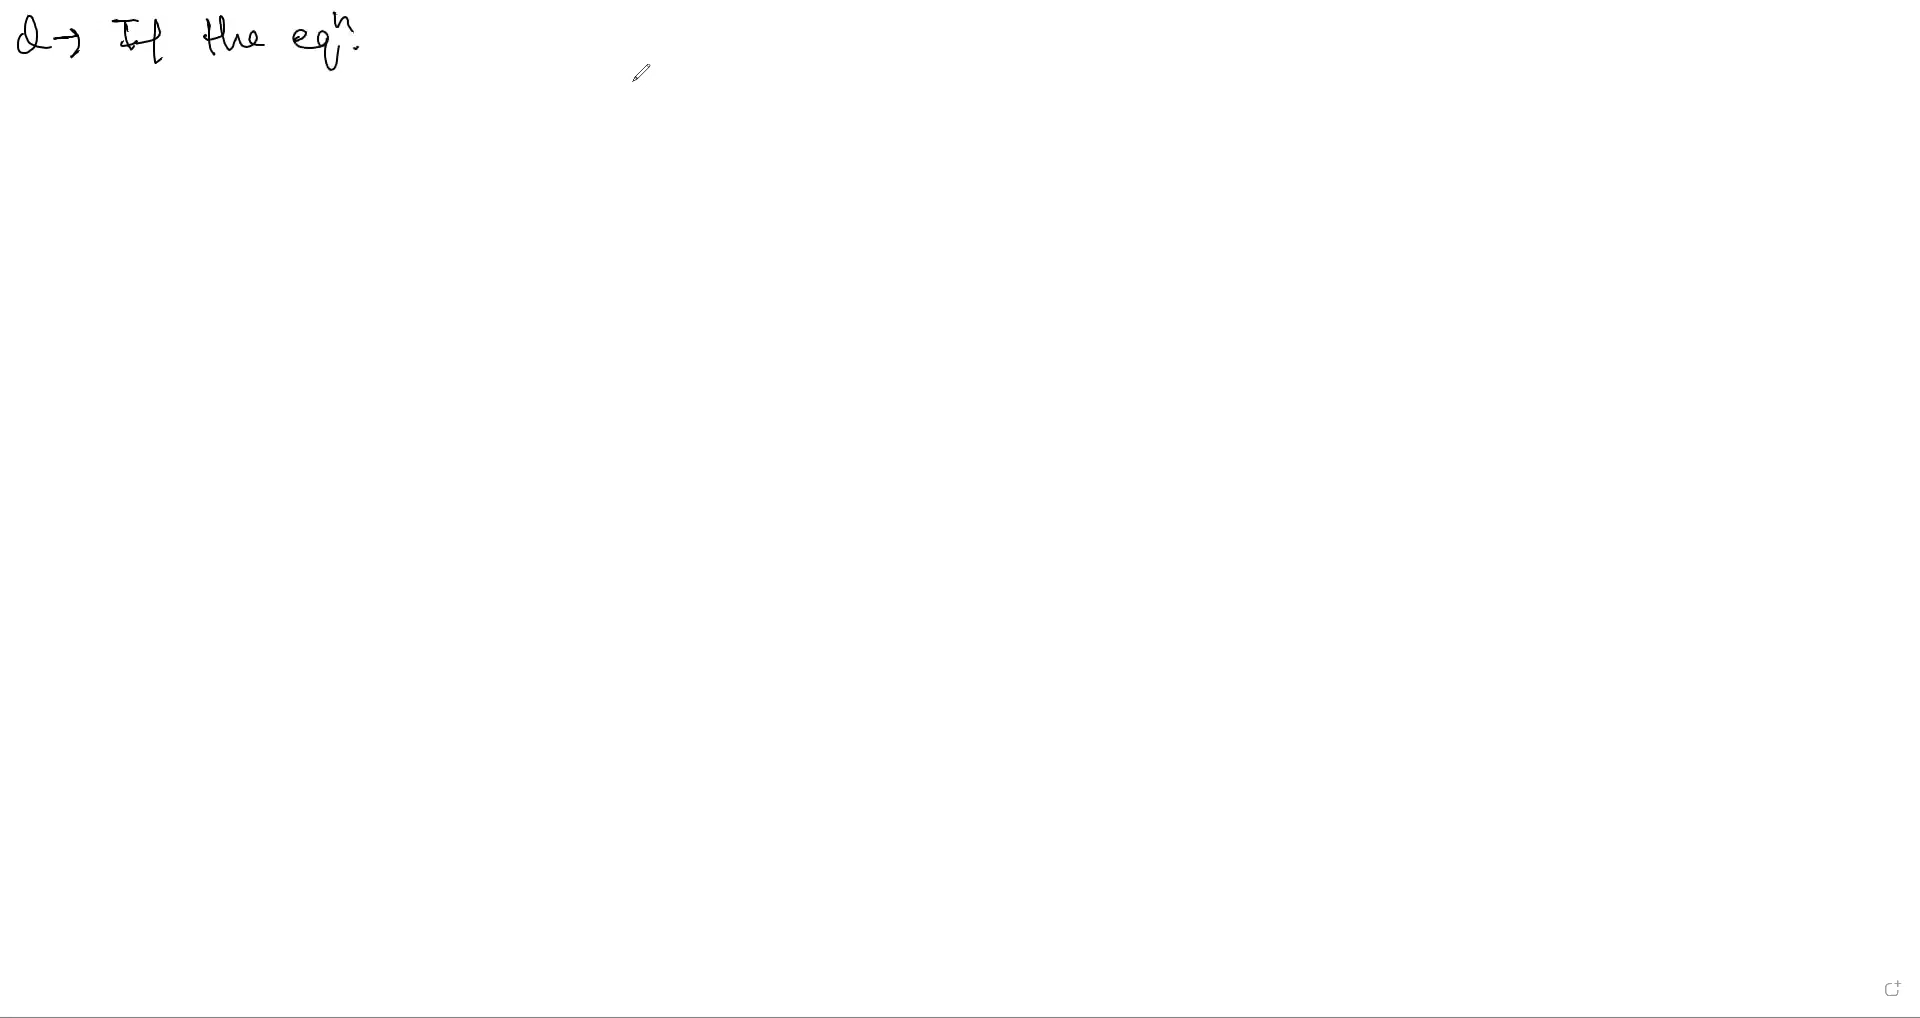 Q→ If the eqⁿ.